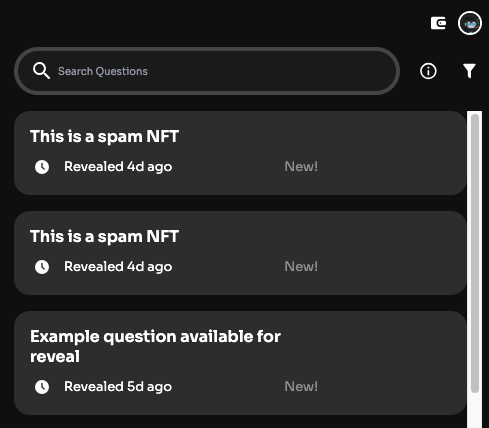 Search Questions
This is a spam NFT
Revealed 4d ago New!
This is a spam NFT
Revealed 4d ago New!
Example question available for
reveal
Revealed 5d ago New!